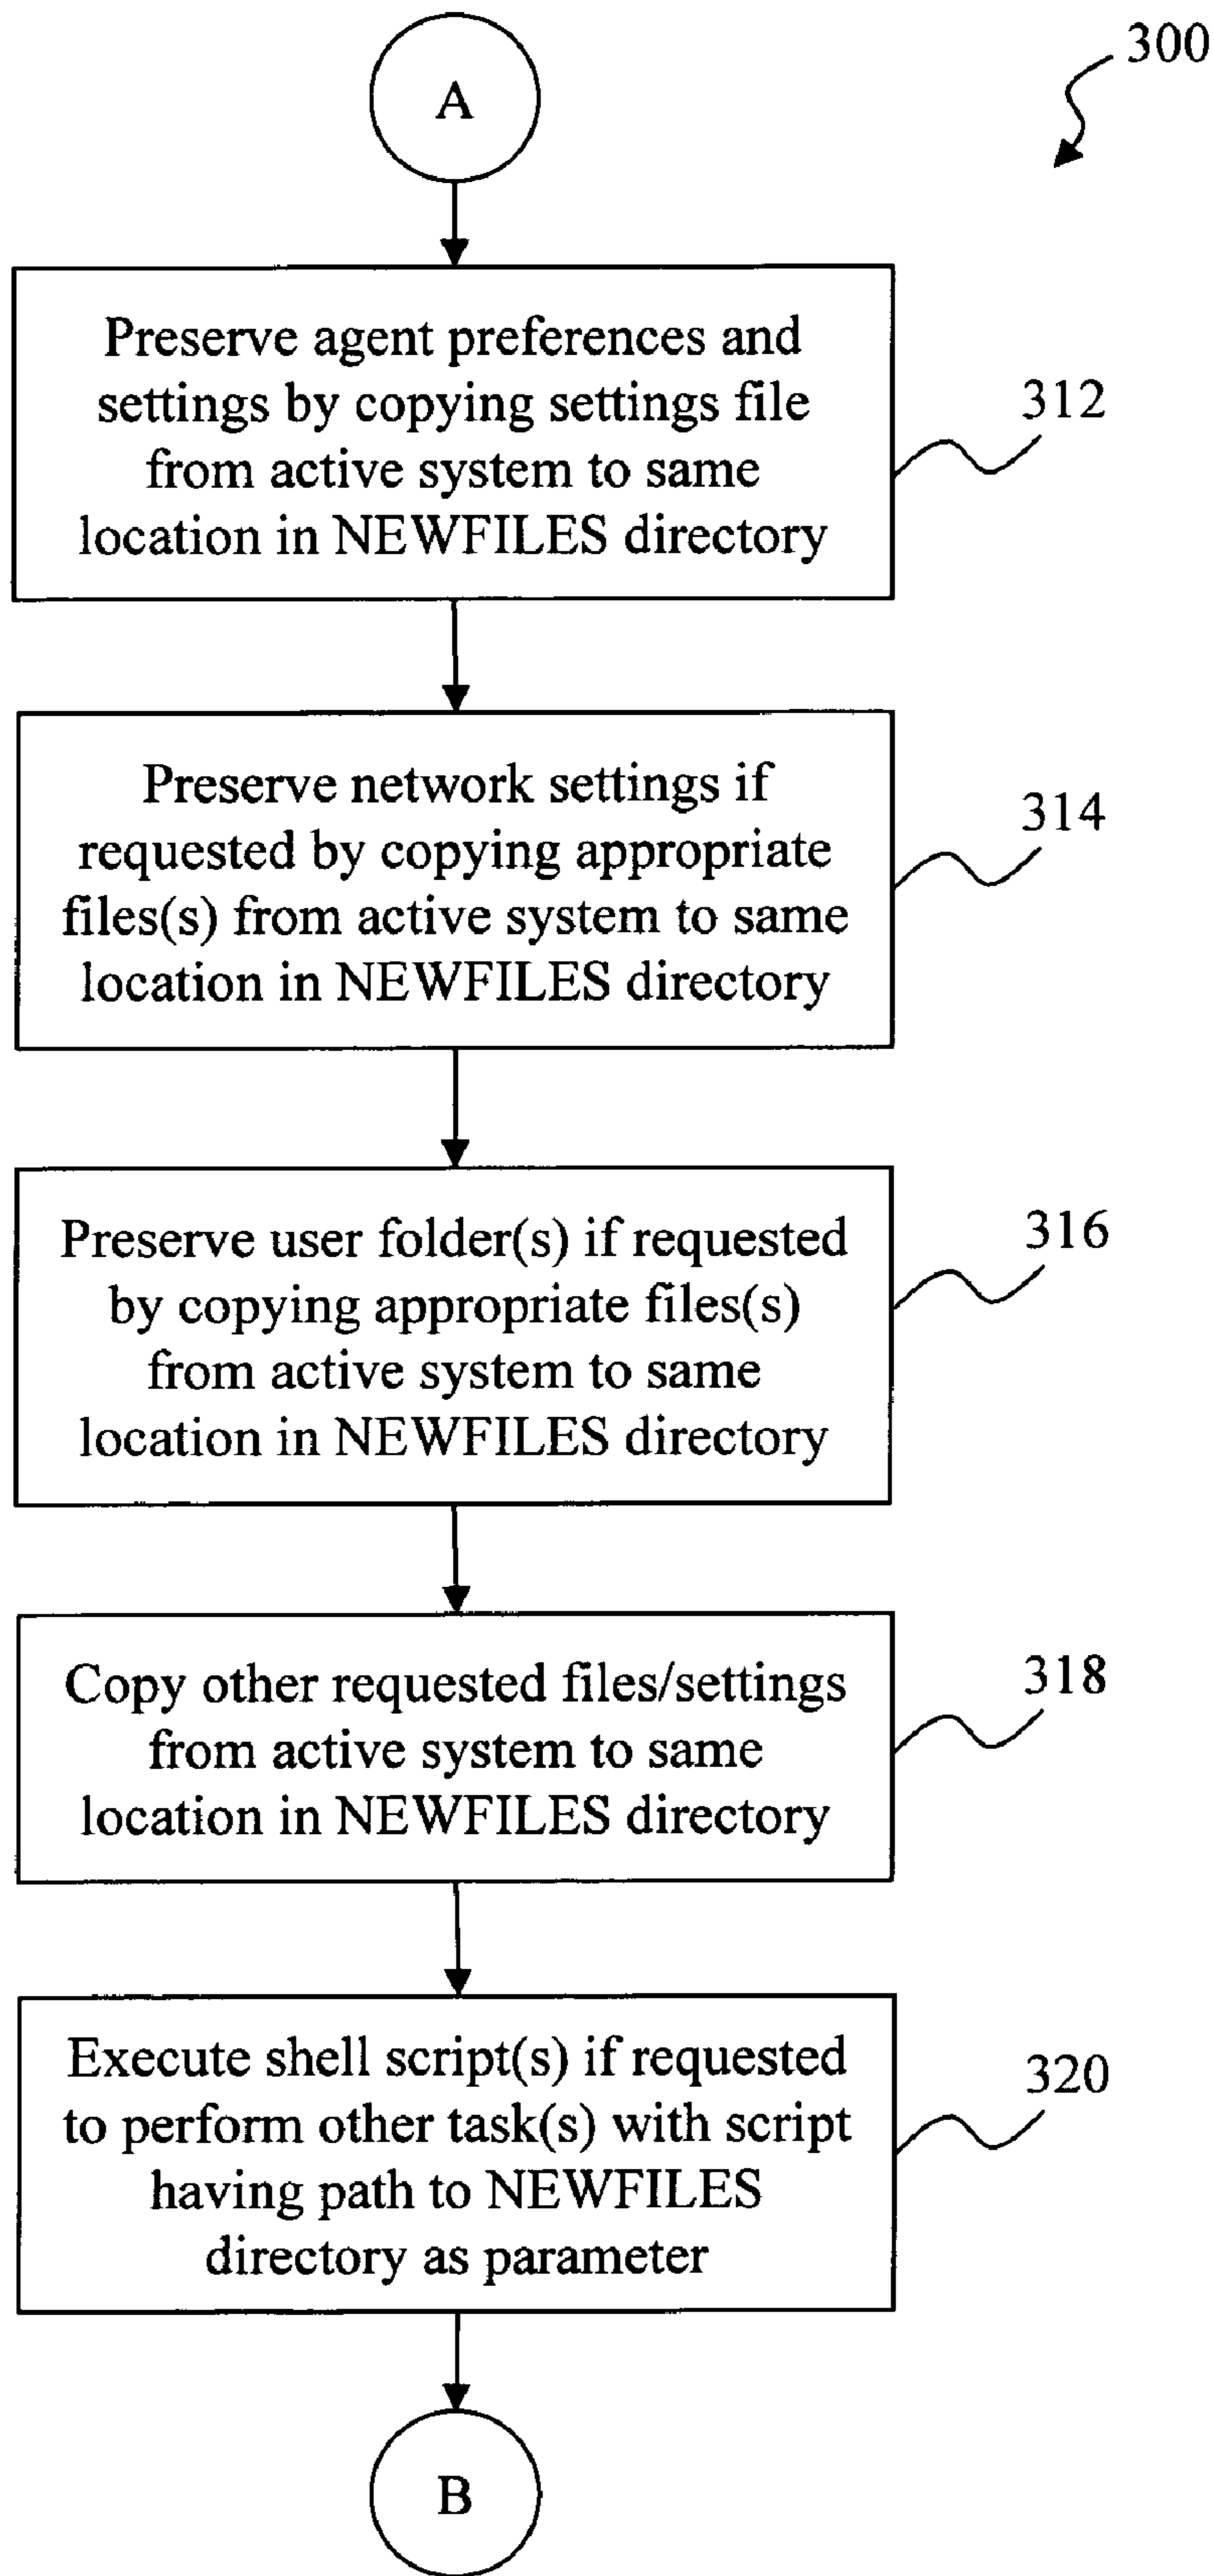 A
300
Preserve agent preferences and
settings by copying settings file
from active system to same
location in NEWFILES directory
312
Preserve network settings if
requested by copying appropriate
files(s) from active system to same
location in NEWFILES directory
314
Preserve user folder(s) if requested
by copying appropriate files(s)
from active system to same
location in NEWFILES directory
316
Copy other requested files/settings
from active system to same
location in NEWFILES directory
318
Execute shell script(s) if requested
to perform other task(s) with script
having path to NEWFILES
directory as parameter
320
B